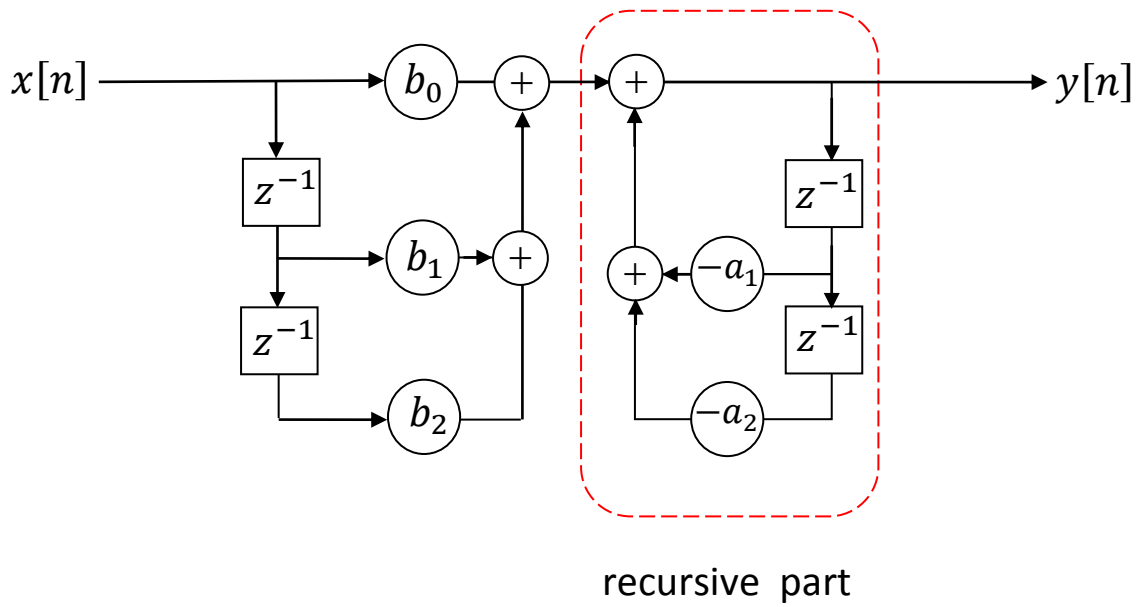 x[n] b₀ + + y[n]
z⁻¹ z⁻¹
b₁ + + −a₁
z⁻¹ z⁻¹
b₂ −a₂
recursive part